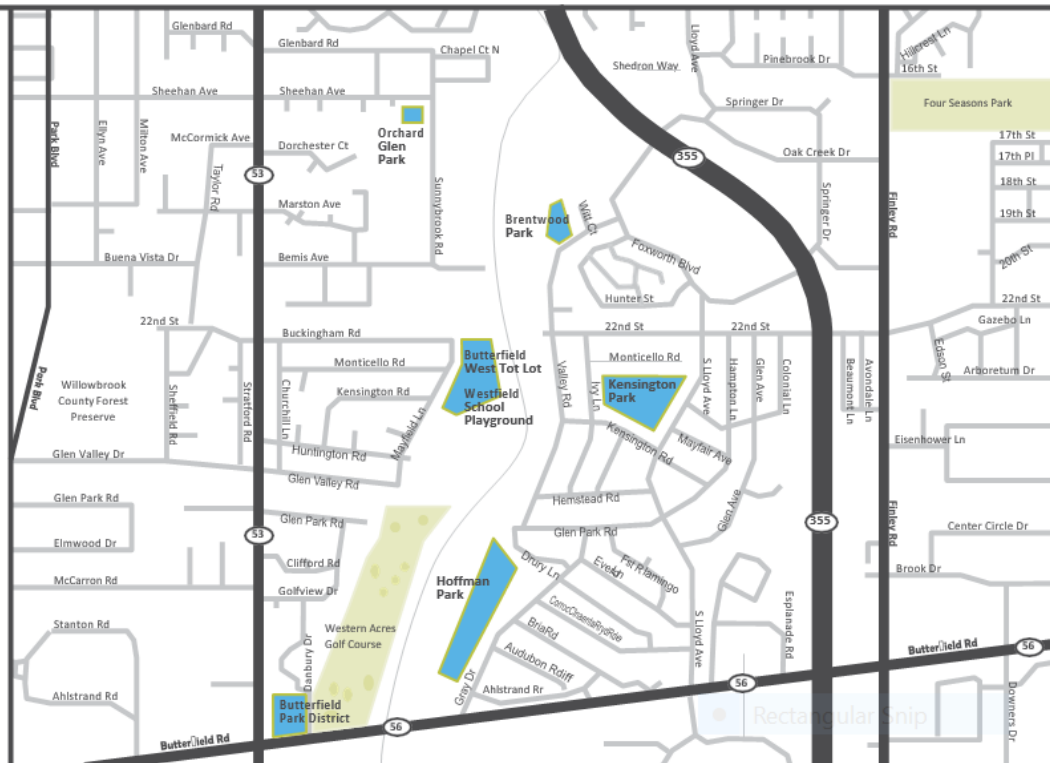 Glenbard Rd
Glenbard Rd
Chapel Ct N
Lloyd Ave
Shedron Way
Pinebrook Dr
Hillcrest Ln
16th St
Sheehan Ave
Sheehan Ave
Springer Dr
Four Seasons Park
Park Blvd
Ellyn Ave
Milton Ave
McCormick Ave
Orchard
Glen
Park
Dorchester Ct
17th St
17th Pl
355
Oak Creek Dr
53
Taylor Rd
18th St
Marston Ave
Sunnybrook Rd
Springer Dr
Finley Rd
Brentwood
Park
Witt Ct
19th St
Buena Vista Dr
Bemis Ave
Foxworth Blvd
20th St
Hunter St
22nd St
22nd St
Buckingham Rd
22nd St
22nd St
Gazebo Ln
Butterfield
West Tot Lot
Westfield
School
Playground
Monticello Rd
Monticello Rd
Edson St
Arboretum Dr
Park Blvd
Willowbrook
County Forest
Preserve
Sheffield Rd
Stratford Rd
Churchill Ln
Kensington Rd
Mayfield Ln
Valley Rd
Ivy Ln
Kensington
Park
S Lloyd Ave
Hampton Ln
Glen Ave
Colonial Ln
Beaumont Ln
Avondale Ln
Kensington Rd
Mayfair Ave
Eisenhower Ln
Glen Valley Dr
Huntington Rd
Glen Valley Rd
Glen Park Rd
Hemstead Rd
Glen Ave
Finley Rd
Glen Park Rd
Glen Park Rd
355
Center Circle Dr
53
Elmwood Dr
Clifford Rd
Drury Ln
Brook Dr
McCarron Rd
Golfview Dr
Hoffman
Park
Esplanade Rd
Stanton Rd
Western Acres
Golf Course
BriaRd
S Lloyd Ave
Butterfield Rd
56
Danbury Dr
Audubon Rdiff
Ahlstrand Rd
Gray Dr
Ahlstrand Rr
56
Downers Dr
Butterfield
Park District
Rectangular Snip
56
Butterfield Rd